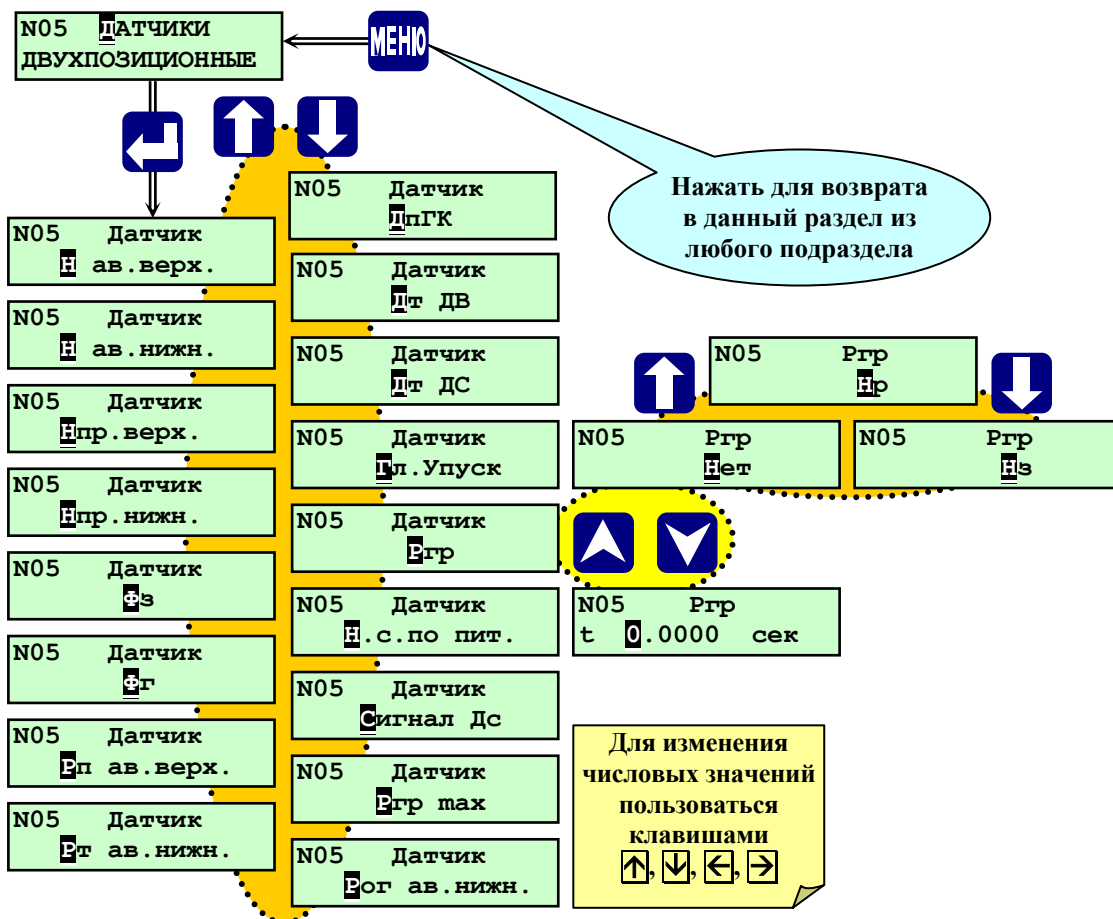 N05 ДАТЧИКИ
ДВУХПОЗИЦИОННЫЕ
МЕНЮ
Нажать для возврата
в данный раздел из
любого подраздела
N05 Датчик
Н ав.верх.
N05 Датчик
Н ав.нижн.
N05 Датчик
Нпр.верх.
N05 Датчик
Нпр.нижн.
N05 Датчик
Фз
N05 Датчик
Фг
N05 Датчик
Рп ав.верх.
N05 Датчик
Рт ав.нижн.
N05 Датчик
ДпГК
N05 Датчик
Дт ДВ
N05 Датчик
Дт ДС
N05 Датчик
Гл.Упуск
N05 Датчик
Ргр
N05 Датчик
Н.с.по пит.
N05 Датчик
Сигнал Дс
N05 Датчик
Ргр max
N05 Датчик
Рог ав.нижн.
N05 Ргр
Нр
N05 Ргр
Нет
N05 Ргр
Нз
N05 Ргр
t 0.0000 сек
Для изменения
числовых значений
пользоваться
клавишами
↑, ↓, ←, →